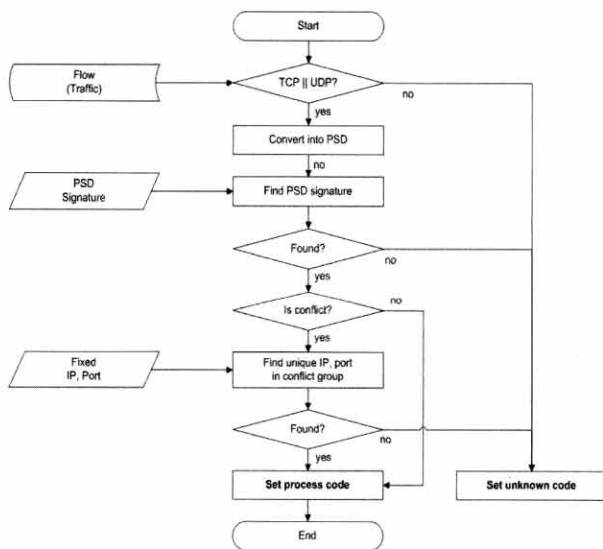 Start
Flow
(Traffic)
TCP || UDP?
no
yes
Convert into PSD
no
PSD
Signature
Find PSD signature
Found?
no
yes
Is conflict?
no
yes
Fixed
IP, Port
Find unique IP, port
in conflict group
Found?
no
yes
Set process code
Set unknown code
End